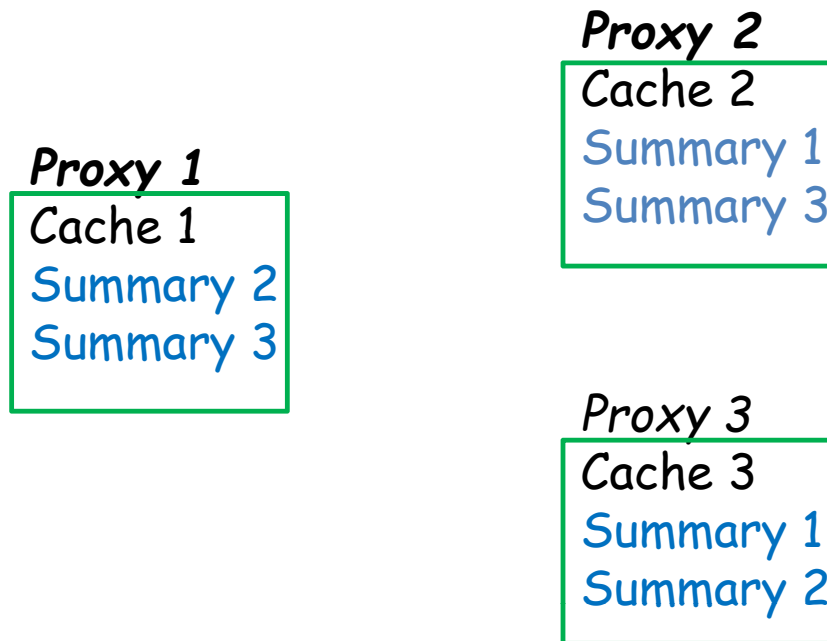 Proxy 1
Cache 1
Summary 2
Summary 3
Proxy 2
Cache 2
Summary 1
Summary 3
Proxy 3
Cache 3
Summary 1
Summary 2